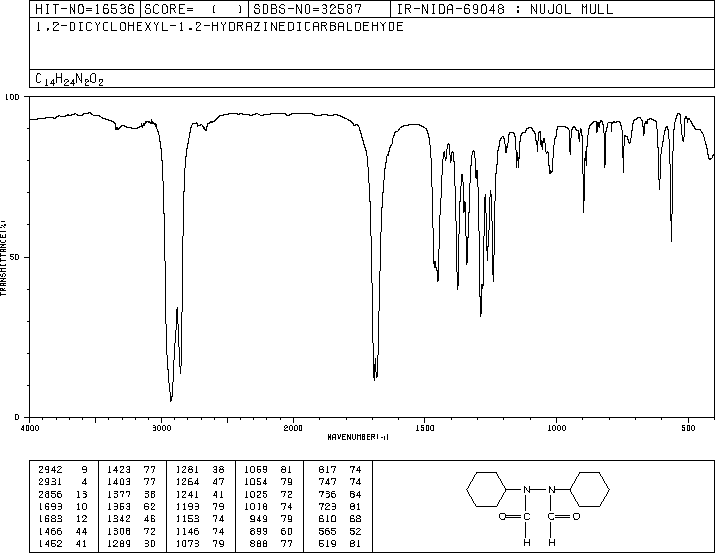 HIT-NO=16536 SCORE= ( ) SDBS-NO=32587 IR-NIDA-69048 : NUJOL MULL
1,2-DICYCLOHEXYL-1,2-HYDRAZINEDICARBALDEHYDE
C14H24N2O2
100
50
0
TRANSMITTANCE(%)
4000 3000 2000 1500 1000 500
WAVENUMBER(-1)
2942 9 1423 77 1281 38 1069 81 817 74
2931 4 1403 77 1264 47 1054 79 747 74
2856 13 1377 38 1241 41 1025 72 736 84
1693 10 1353 62 1193 79 1018 74 723 81
1683 12 1342 46 1153 74 949 79 610 68
1466 44 1308 72 1146 74 899 60 565 52
1452 41 1289 30 1073 79 888 77 519 81
N N
O C C O
H H